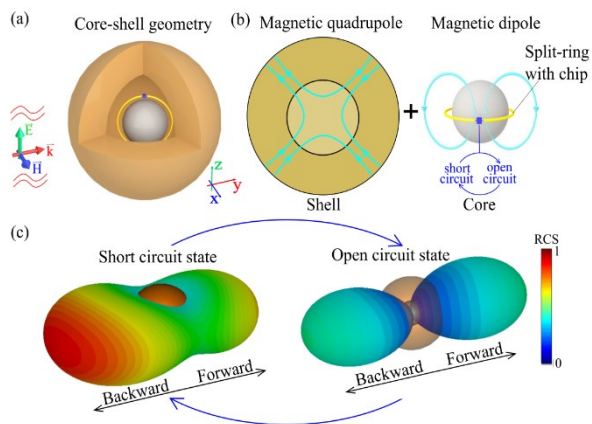 (a)
Core-shell geometry
E
k
H
z
y
x
(b)
Magnetic quadrupole
Magnetic dipole
Split-ring
with chip
+
short
circuit
open
circuit
Shell
Core
(c)
Short circuit state
Open circuit state
RCS
1
0
Backward
Forward
Backward
Forward